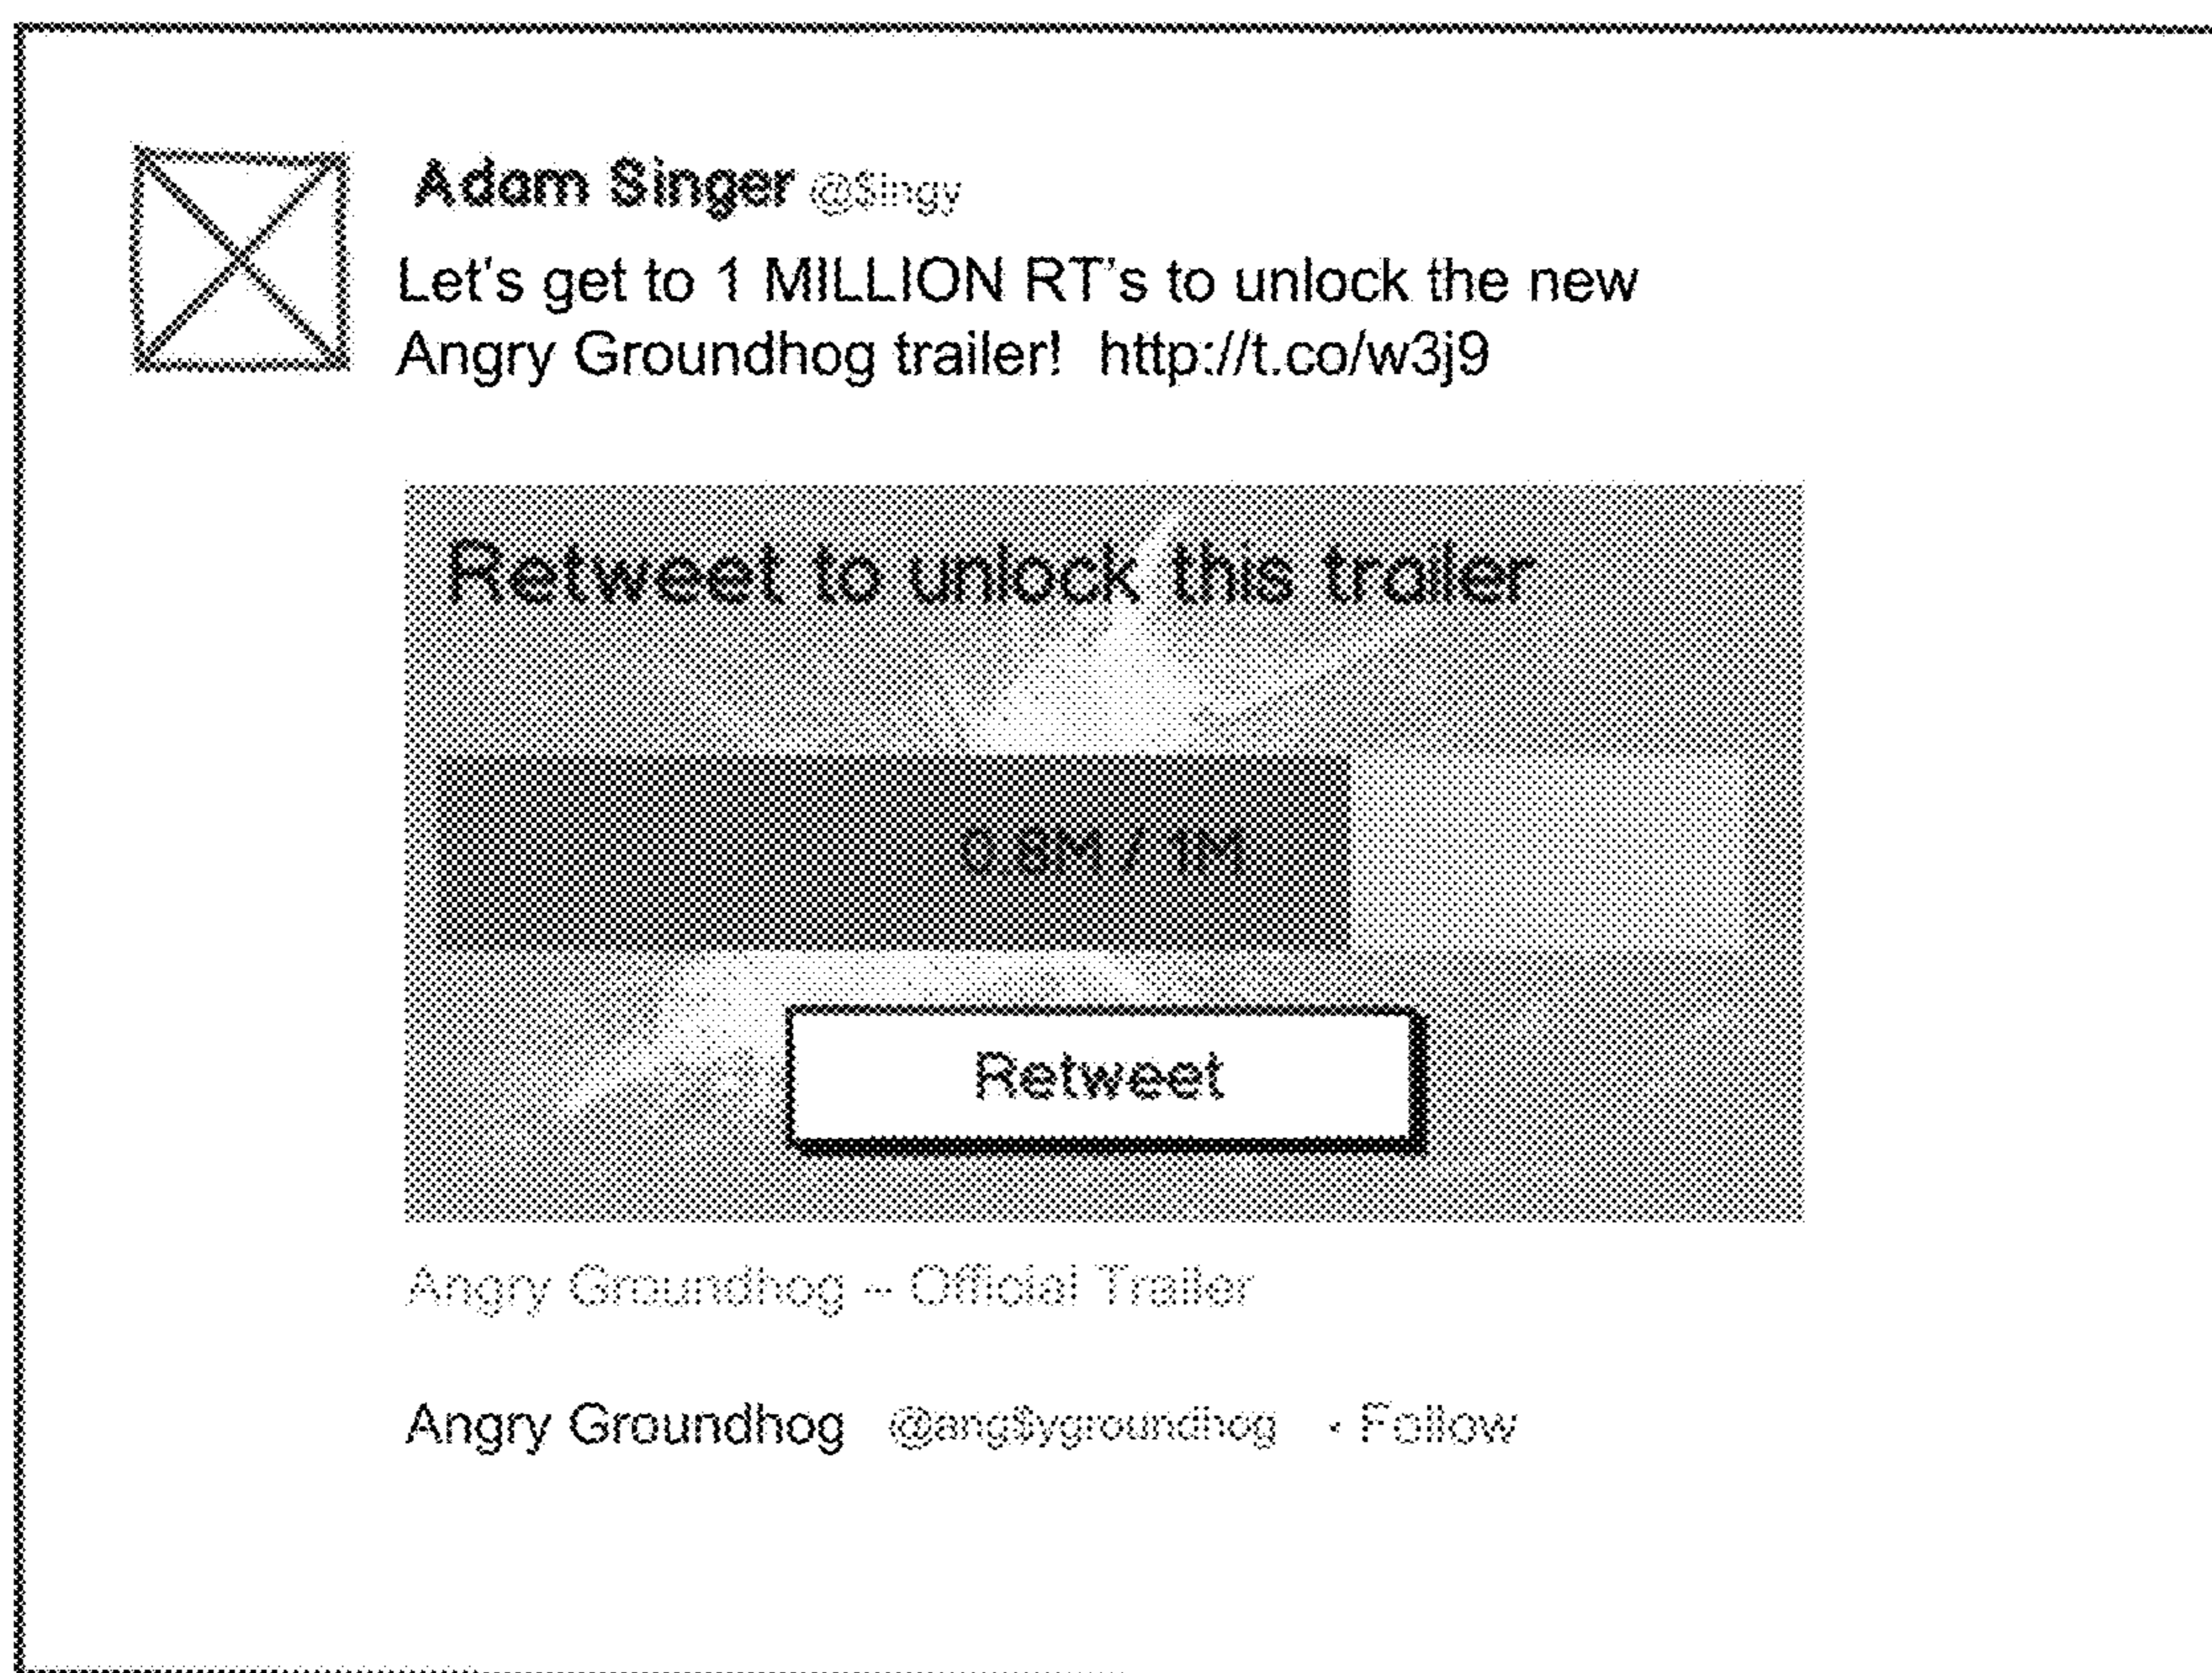 Adam Singer @Singy
Let's get to 1 MILLION RT's to unlock the new
Angry Groundhog trailer! http://t.co/w3j9
Retweet to unlock this trailer
0.8M / 1M
Retweet
Angry Groundhog – Official Trailer
Angry Groundhog @ang8ygroundhog · Follow